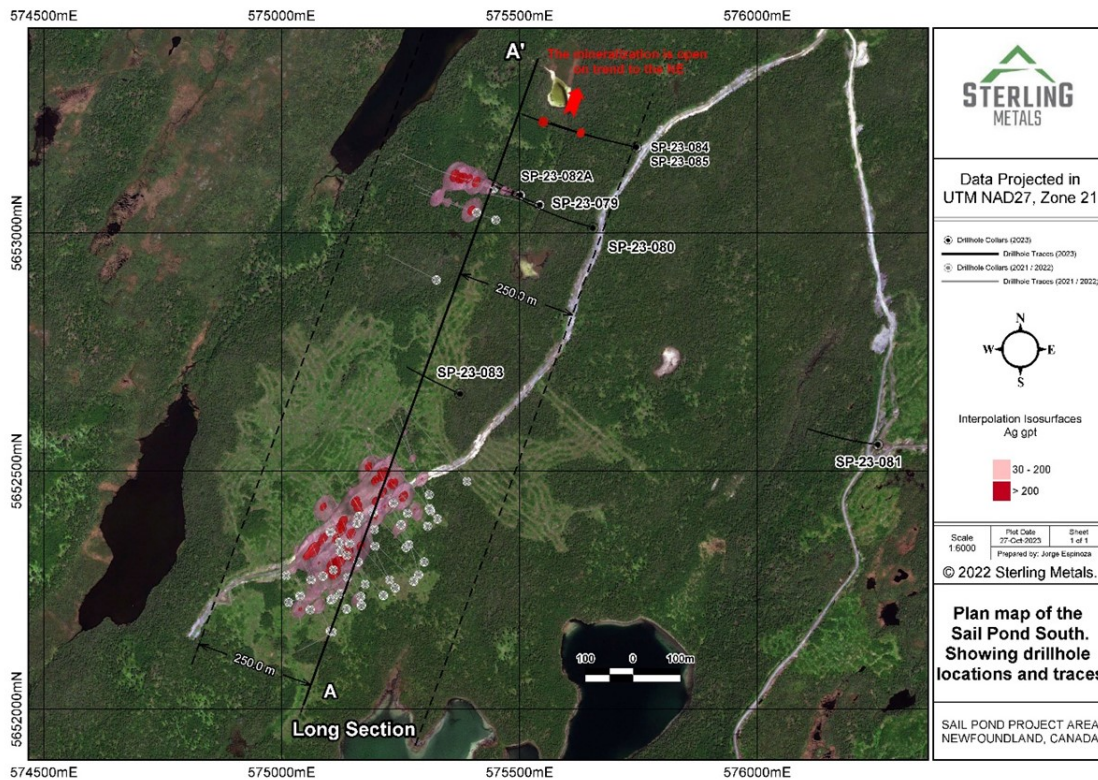 574500mE
575000mE
575500mE
576000mE
A'
The mineralization is open
on trend to the NE
SP-23-084
SP-23-085
SP-23-082A
SP-23-079
SP-23-080
5653000mN
250.0 m
SP-23-083
5652500mN
SP-23-081
250.0 m
A
100 0 100m
Long Section
5652000mN
574500mE
575000mE
575500mE
576000mE
STERLING
METALS
Data Projected in
UTM NAD27, Zone 21
Drillhole Collars (2023)
Drillhole Traces (2023)
Drillhole Collars (2021 / 2022)
Drillhole Traces (2021 / 2022)
N
W E
S
Interpolation Isosurfaces
Ag gpt
30 - 200
> 200
Scale
1:6000
Plot Date
27-Oct-2023
Sheet
1 of 1
Prepared by: Jorge Espinoza
© 2022 Sterling Metals.
Plan map of the
Sail Pond South.
Showing drillhole
locations and traces
SAIL POND PROJECT AREA
NEWFOUNDLAND, CANADA